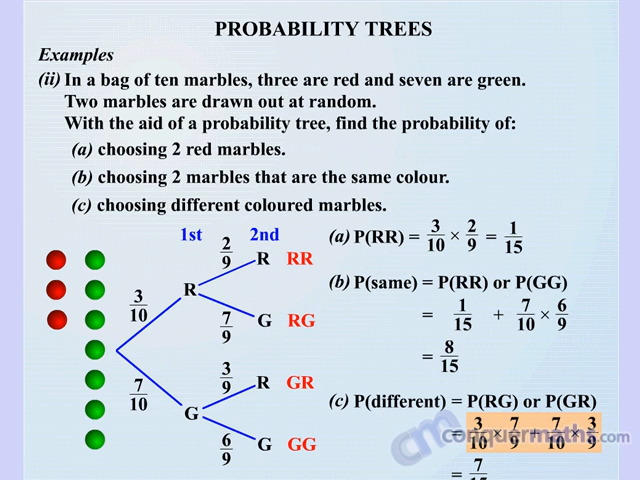 PROBABILITY TREES
Examples
(ii) In a bag of ten marbles, three are red and seven are green.
Two marbles are drawn out at random.
With the aid of a probability tree, find the probability of:
(a) choosing 2 red marbles.
(b) choosing 2 marbles that are the same colour.
(c) choosing different coloured marbles.
1st 2nd
2/9 R RR
3/10 R
7/9 G RG
3/9 R GR
7/10 G
6/9 G GG
(a) P(RR) = 3/10 × 2/9 = 1/15
(b) P(same) = P(RR) or P(GG)
= 1/15 + 7/10 × 6/9
= 8/15
(c) P(different) = P(RG) or P(GR)
= 3/10 × 7/9 + 7/10 × 3/9
= 7/15
cm conquermaths.com